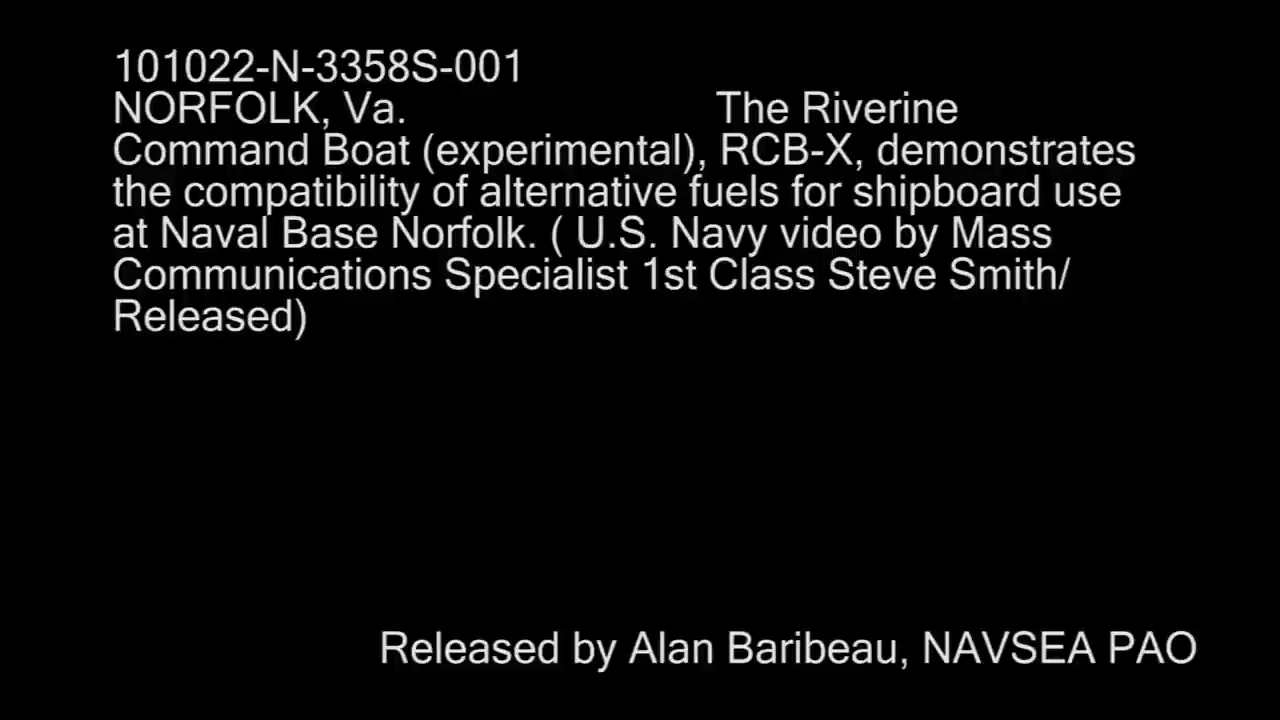 101022-N-3358S-001
NORFOLK, Va. The Riverine
Command Boat (experimental), RCB-X, demonstrates
the compatibility of alternative fuels for shipboard use
at Naval Base Norfolk. ( U.S. Navy video by Mass
Communications Specialist 1st Class Steve Smith/
Released)
Released by Alan Baribeau, NAVSEA PAO